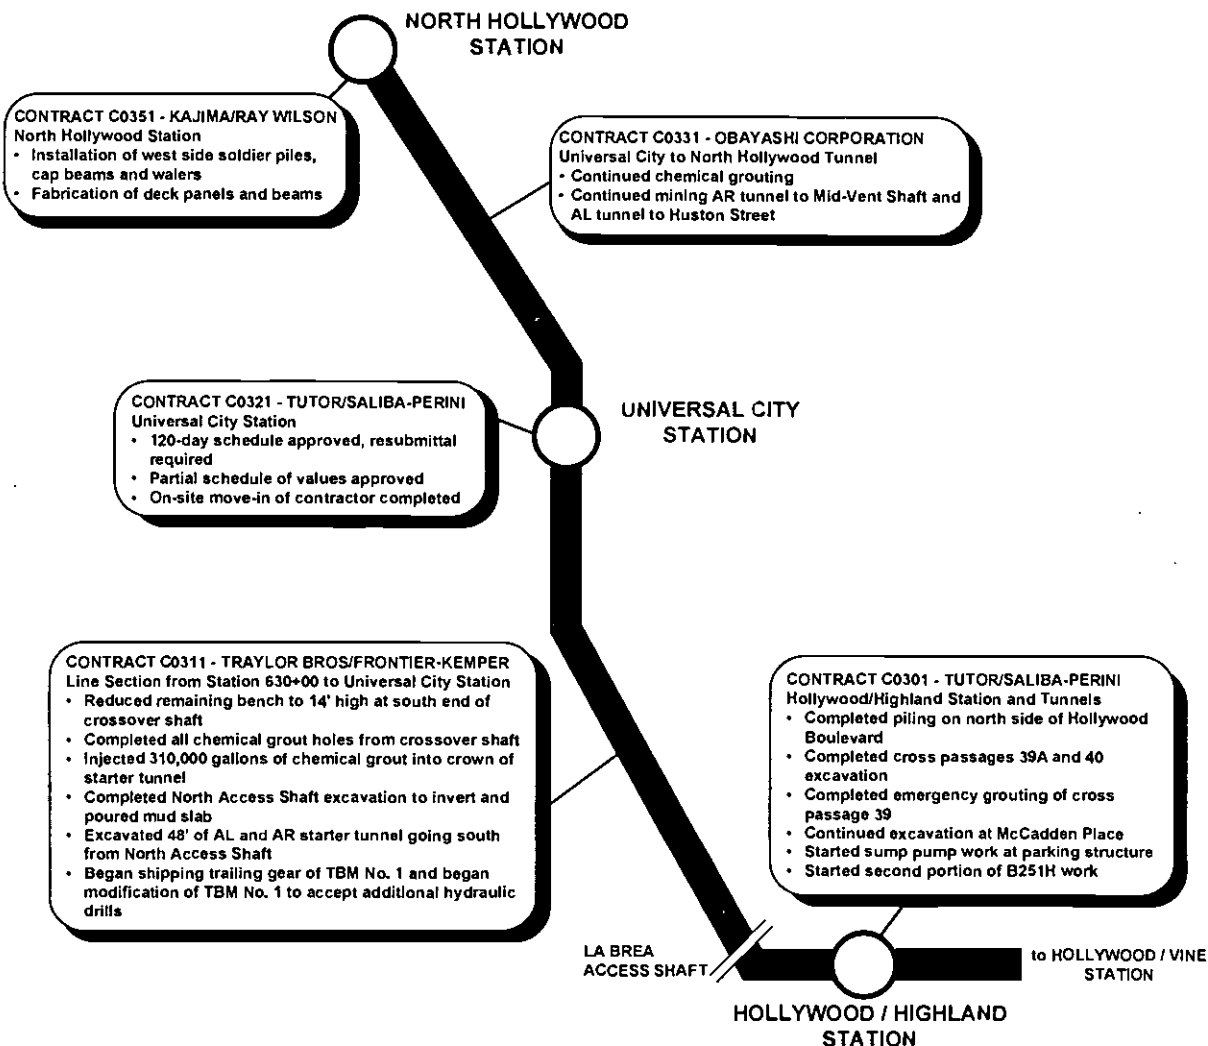 NORTH HOLLYWOOD
STATION
CONTRACT C0351 - KAJIMA/RAY WILSON
North Hollywood Station
• Installation of west side soldier piles,
cap beams and walers
• Fabrication of deck panels and beams
CONTRACT C0331 - OBAYASHI CORPORATION
Universal City to North Hollywood Tunnel
• Continued chemical grouting
• Continued mining AR tunnel to Mid-Vent Shaft and
AL tunnel to Huston Street
CONTRACT C0321 - TUTOR/SALIBA-PERINI
Universal City Station
• 120-day schedule approved, resubmittal
required
• Partial schedule of values approved
• On-site move-in of contractor completed
UNIVERSAL CITY
STATION
CONTRACT C0311 - TRAYLOR BROS/FRONTIER-KEMPER
Line Section from Station 630+00 to Universal City Station
• Reduced remaining bench to 14' high at south end of
crossover shaft
• Completed all chemical grout holes from crossover shaft
• Injected 310,000 gallons of chemical grout into crown of
starter tunnel
• Completed North Access Shaft excavation to invert and
poured mud slab
• Excavated 48' of AL and AR starter tunnel going south
from North Access Shaft
• Began shipping trailing gear of TBM No. 1 and began
modification of TBM No. 1 to accept additional hydraulic
drills
CONTRACT C0301 - TUTOR/SALIBA-PERINI
Hollywood/Highland Station and Tunnels
• Completed piling on north side of Hollywood
Boulevard
• Completed cross passages 39A and 40
excavation
• Completed emergency grouting of cross
passage 39
• Continued excavation at McCadden Place
• Started sump pump work at parking structure
• Started second portion of B251H work
LA BREA
ACCESS SHAFT
to HOLLYWOOD / VINE
STATION
HOLLYWOOD / HIGHLAND
STATION